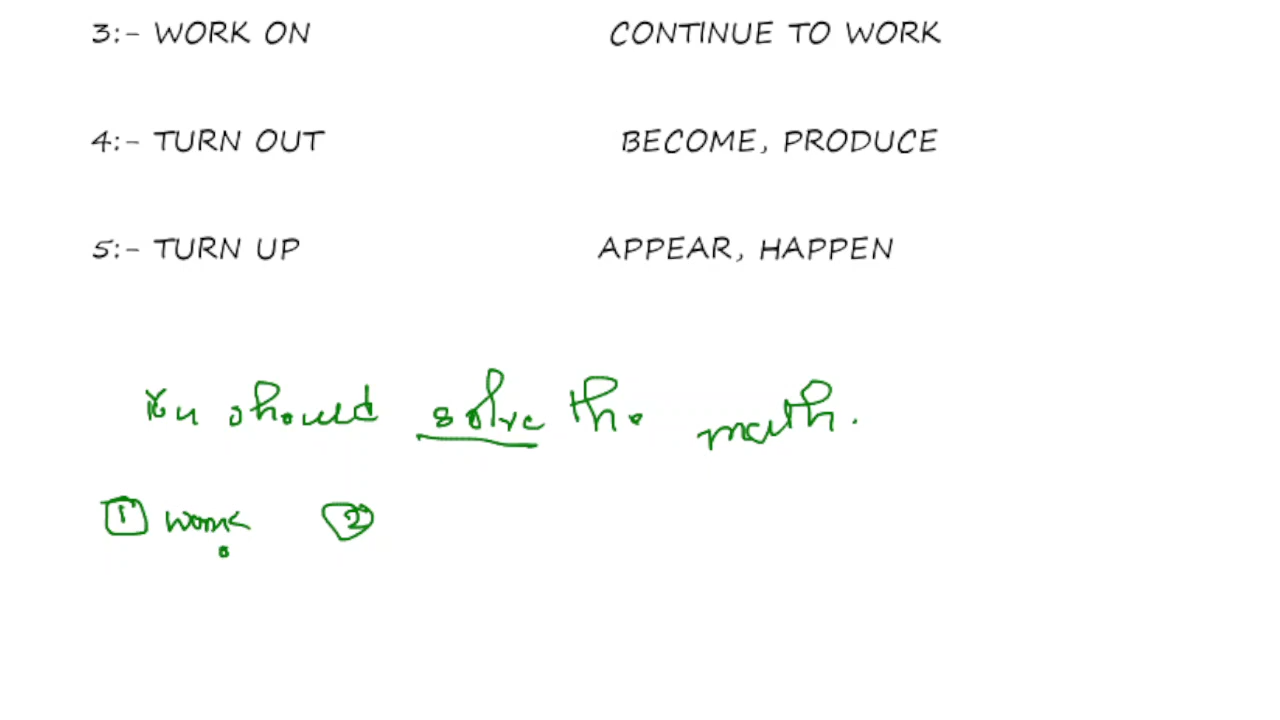 3:- WORK ON CONTINUE TO WORK
4:- TURN OUT BECOME, PRODUCE
5:- TURN UP APPEAR, HAPPEN
You should solve the math.
1 work 2